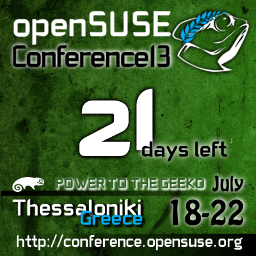 openSUSE
Conference13
21
days left
POWER TO THE GEEKO July
Thessaloniki
Greece
18-22
http://conference.opensuse.org